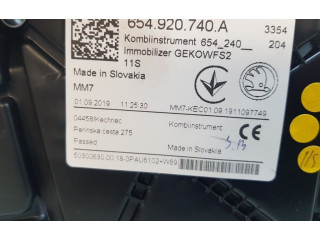 654.920.740.A 3354
Kombiinstrument 654_240__ 204
Immobilizer GEKOWFS2
11S
Made in Slovakia
MM7
01.09.2019 11:25:30
MM7-KEC01.09.1911097749
04458/Kechnec
Perinska cesta 275
Passed
Kombiinstrument
Made in Slovakia